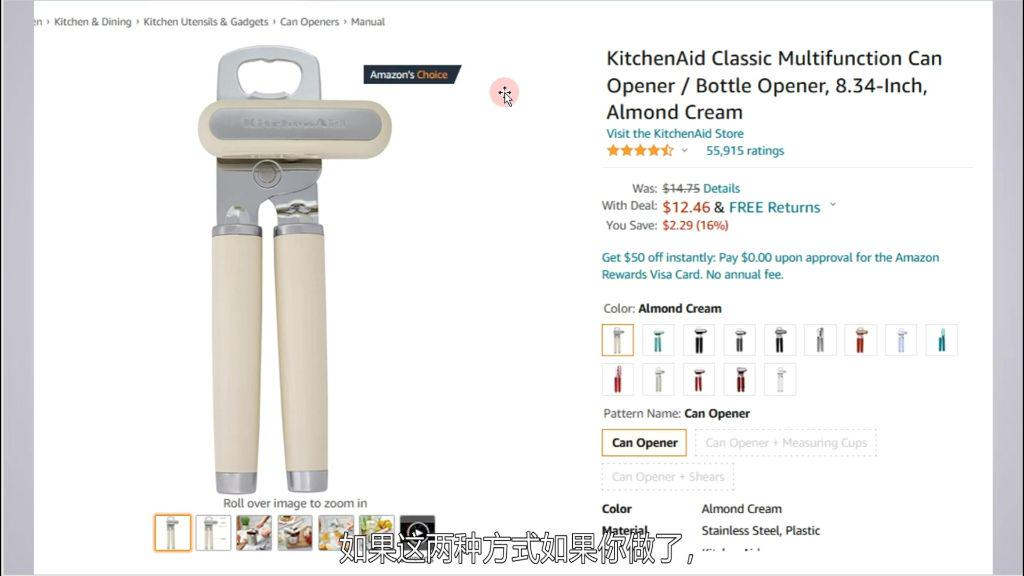 en › Kitchen & Dining › Kitchen Utensils & Gadgets › Can Openers › Manual
Amazon's Choice
KitchenAid
KitchenAid Classic Multifunction Can
Opener / Bottle Opener, 8.34-Inch,
Almond Cream
Visit the KitchenAid Store
55,915 ratings
Was: $14.75 Details
With Deal: $12.46 & FREE Returns
You Save: $2.29 (16%)
Get $50 off instantly: Pay $0.00 upon approval for the Amazon
Rewards Visa Card. No annual fee.
Color: Almond Cream
Pattern Name: Can Opener
Can Opener
Can Opener + Measuring Cups
Can Opener + Shears
Color Almond Cream
Material Stainless Steel, Plastic
Roll over image to zoom in
如果这两种方式如果你做了，